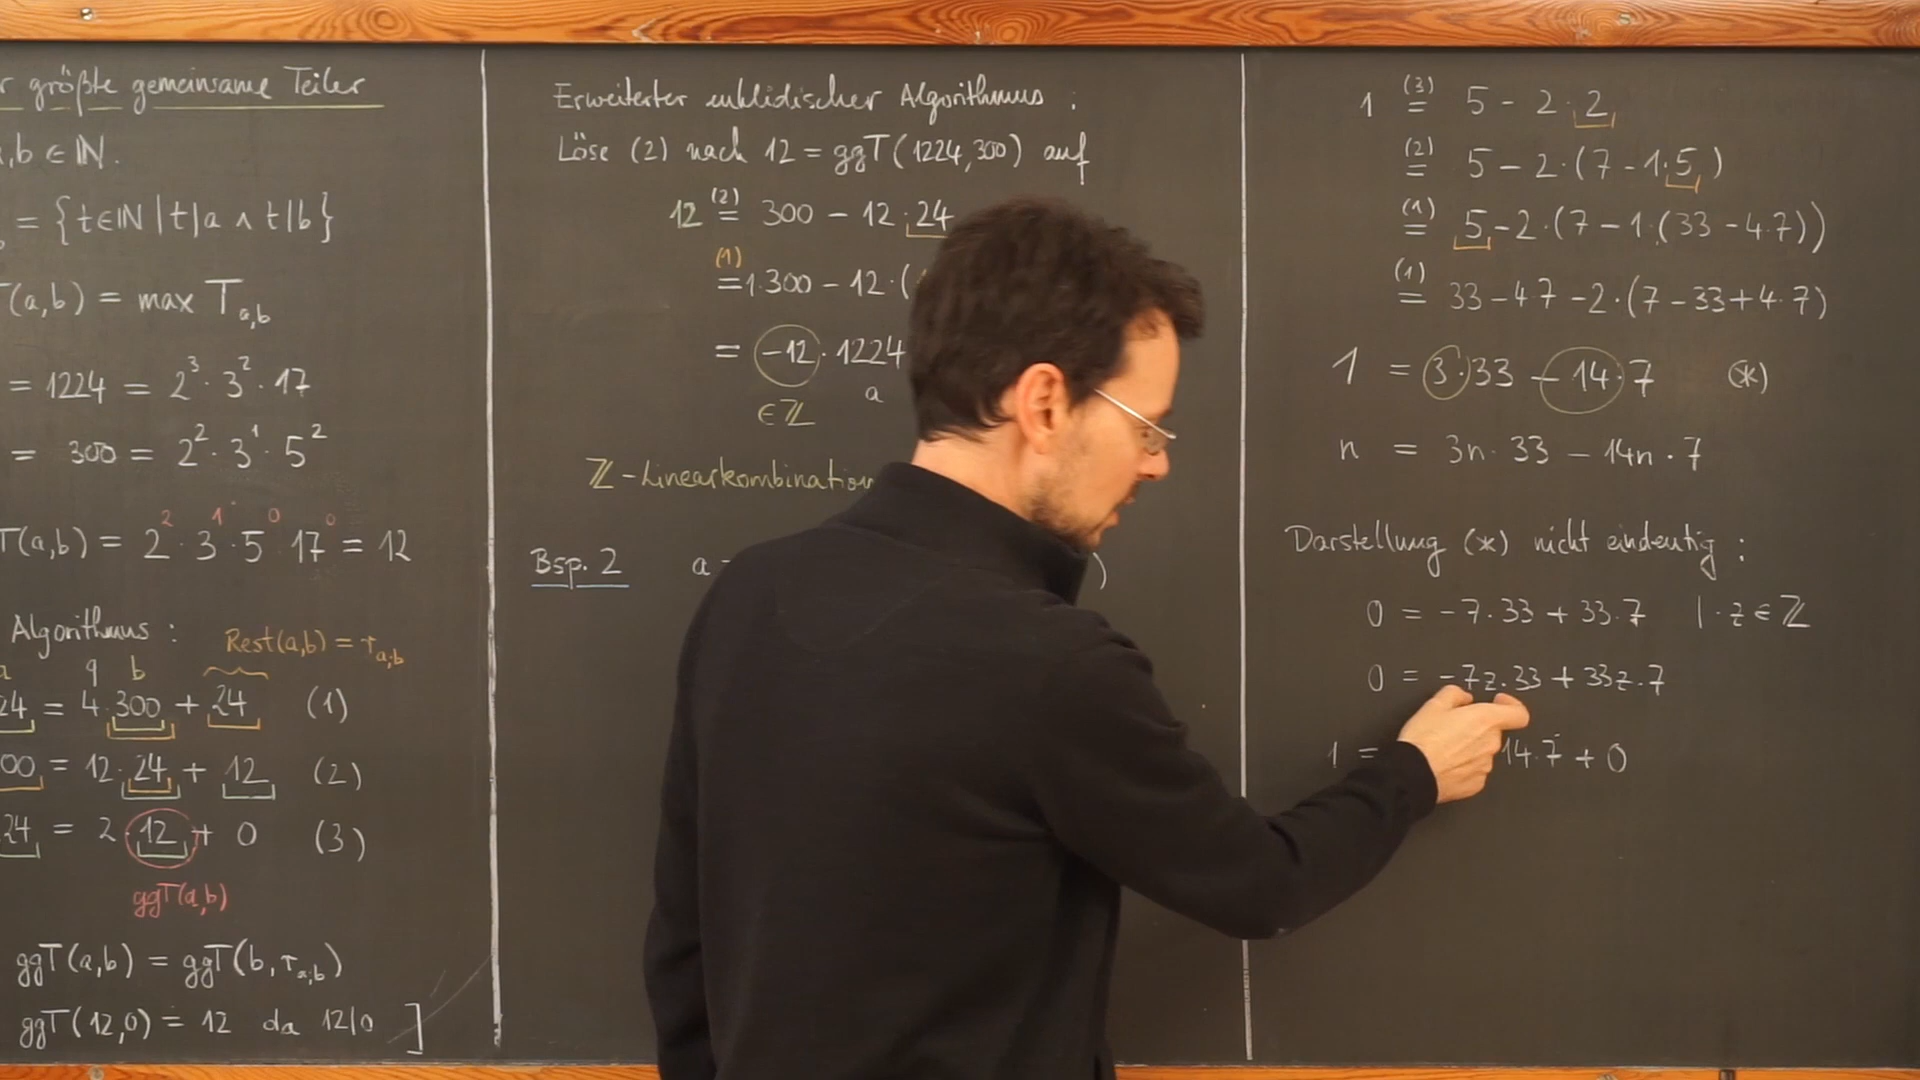 r größte gemeinsame Teiler
,b ∈ ℕ.
= {t∈ℕ | t|a ∧ t|b}
T(a,b) = max T_{a,b}
= 1224 = 2³ · 3² · 17
= 300 = 2² · 3¹ · 5²
T(a,b) = 2² · 3¹ · 5⁰ 17⁰ = 12
Algorithmus :
Rest(a,b) = r_{a;b}
a q b
24 = 4·300 + 24 (1)
00 = 12·24 + 12 (2)
24 = 2·12 + 0 (3)
ggT(a,b)
ggT(a,b) = ggT(b, r_{a;b})
ggT(12,0) = 12 da 12|0 ]
Erweiterter euklidischer Algorithmus :
Löse (2) nach 12 = ggT(1224,300) auf
12 (2)= 300 - 12·24
(1)
= 1·300 - 12·(
= -12 · 1224
∈ℤ a
ℤ-Linearkombination
Bsp. 2 a )
1 (3)= 5 - 2·2
(2)= 5 - 2·(7 - 1·5)
(1)= 5 - 2·(7 - 1·(33 - 4·7))
(1)= 33 - 4·7 - 2·(7 - 33 + 4·7)
1 = 3·33 - 14·7 (*)
n = 3n·33 - 14n·7
Darstellung (*) nicht eindeutig :
0 = -7·33 + 33·7 | · z ∈ ℤ
0 = -7z·33 + 33z·7
1 = 14·7 + 0